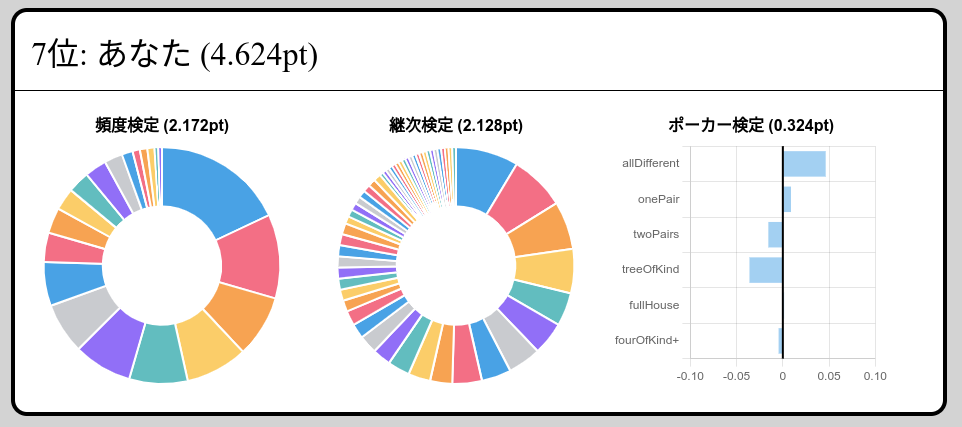 7位: あなた (4.624pt)
頻度検定 (2.172pt)
継次検定 (2.128pt)
ポーカー検定 (0.324pt)
allDifferent
onePair
twoPairs
treeOfKind
fullHouse
fourOfKind+
-0.10 -0.05 0 0.05 0.10